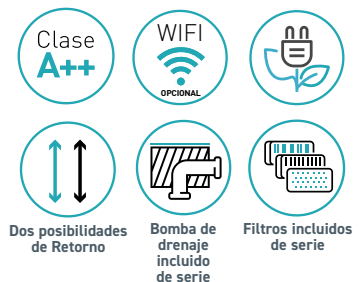 Clase
A++
WIFI
OPCIONAL
Dos posibilidades
de Retorno
Bomba de
drenaje
incluido
de serie
Filtros incluidos
de serie